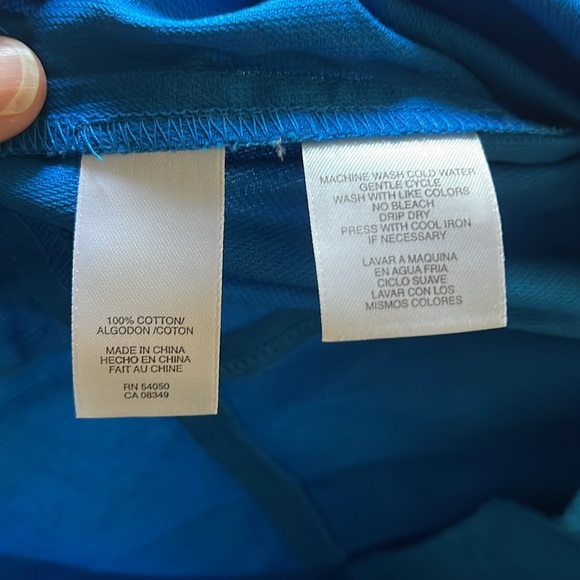 100% COTTON/
ALGODON /COTON
MADE IN CHINA
HECHO EN CHINA
FAIT AU CHINE
RN 54050
CA 08349
MACHINE WASH COLD WATER
GENTLE CYCLE
WASH WITH LIKE COLORS
NO BLEACH
DRIP DRY
PRESS WITH COOL IRON
IF NECESSARY
LAVAR A MAQUINA
EN AGUA FRIA
CICLO SUAVE
LAVAR CON LOS
MISMOS COLORES